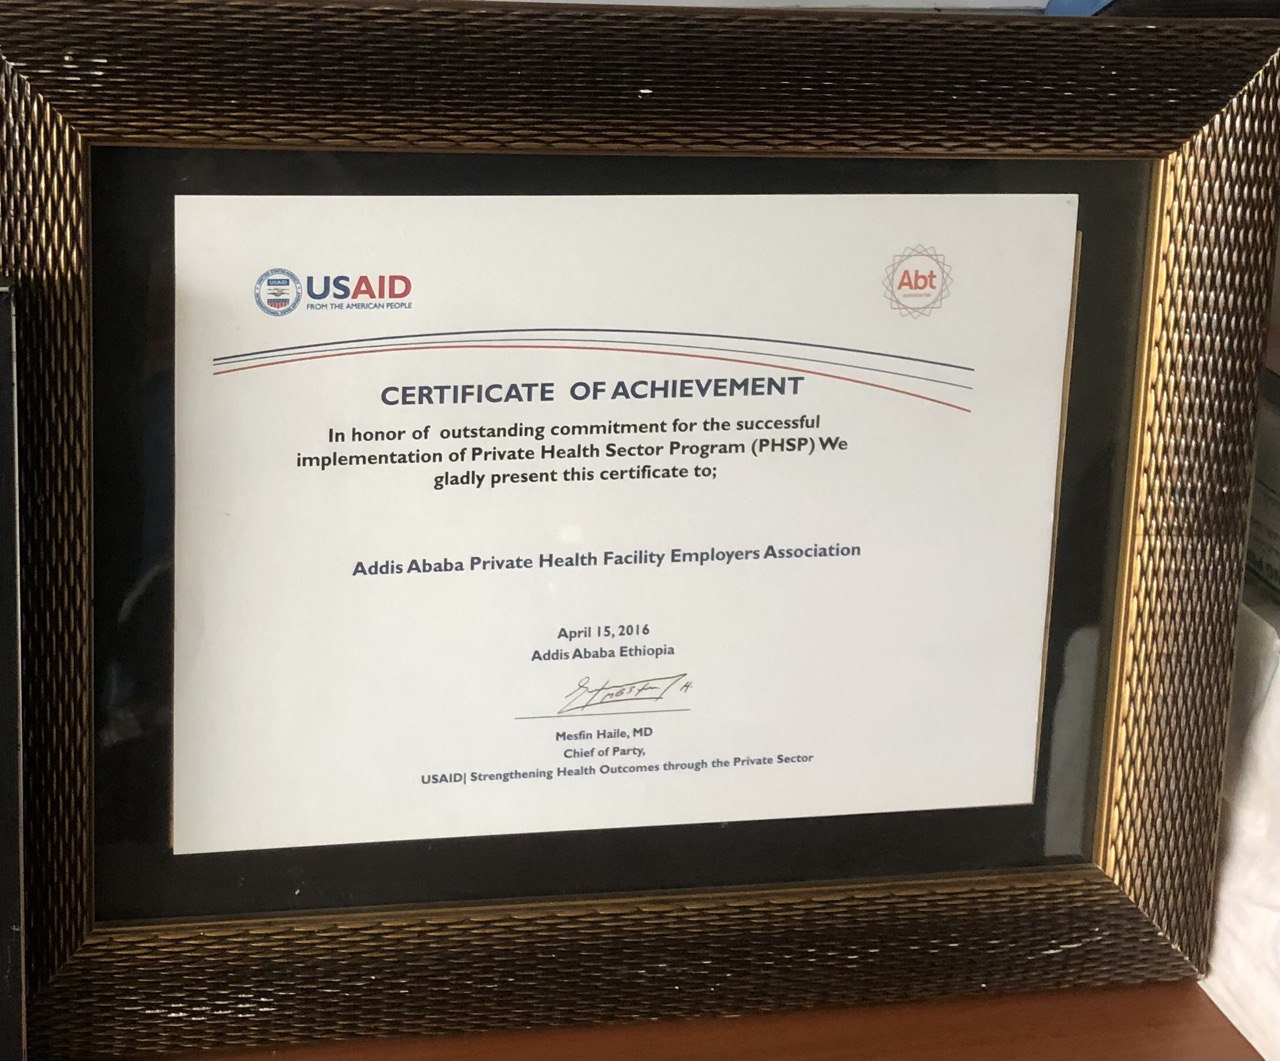 USAID
FROM THE AMERICAN PEOPLE
Abt
CERTIFICATE OF ACHIEVEMENT
In honor of outstanding commitment for the successful
implementation of Private Health Sector Program (PHSP) We
gladly present this certificate to;
Addis Ababa Private Health Facility Employers Association
April 15, 2016
Addis Ababa Ethiopia
Mesfin Haile, MD
Chief of Party,
USAID| Strengthening Health Outcomes through the Private Sector